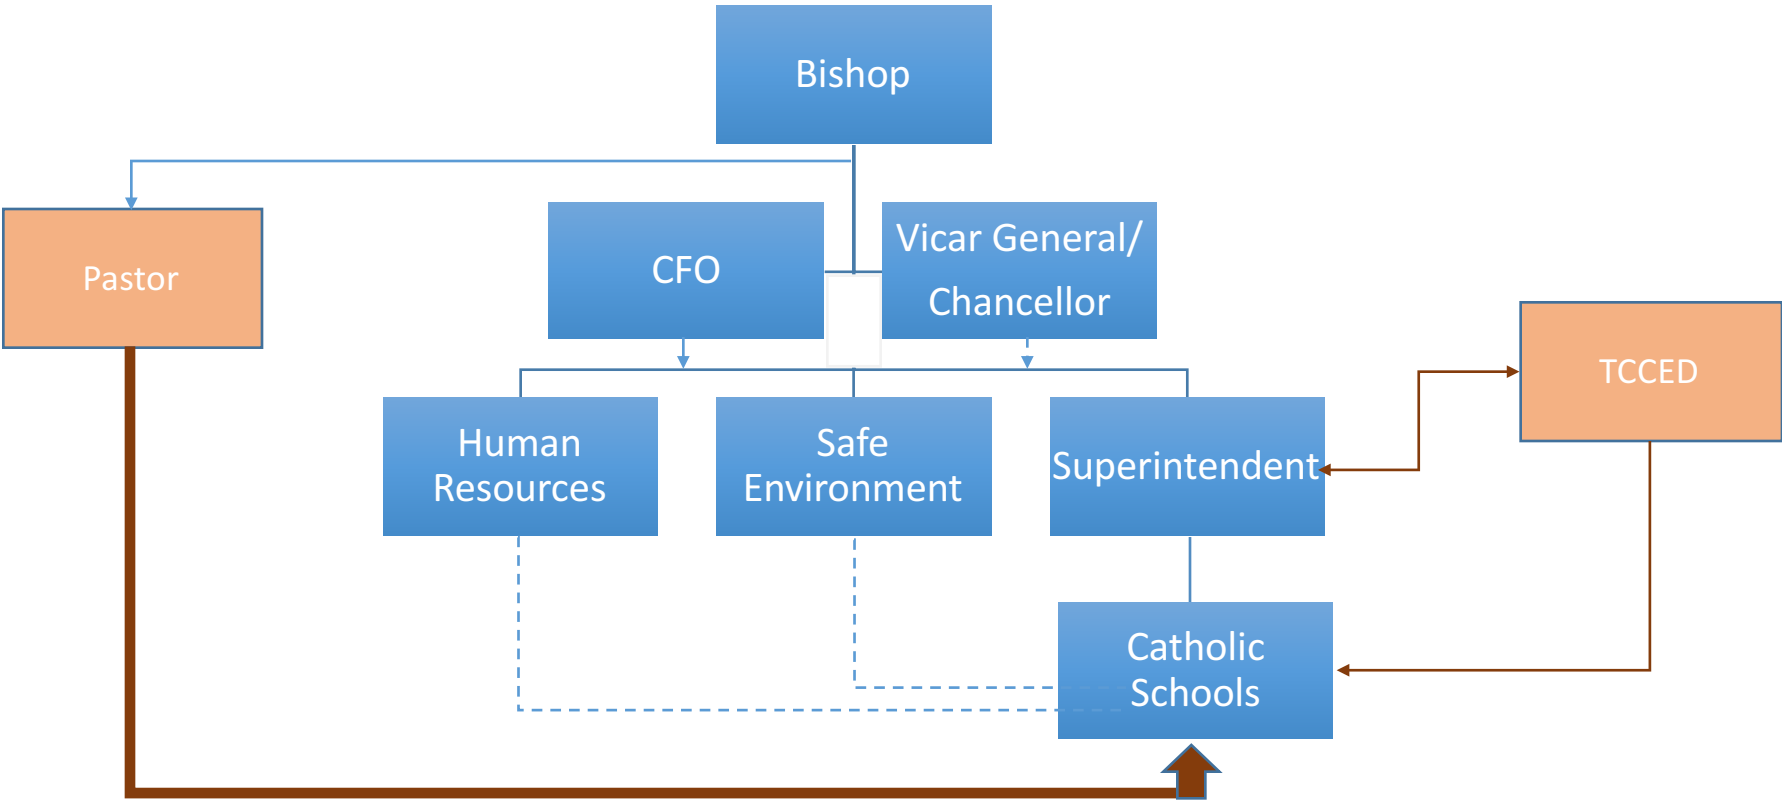 Bishop
Pastor
CFO
Vicar General/
Chancellor
TCCED
Human
Resources
Safe
Environment
Superintendent
Catholic
Schools